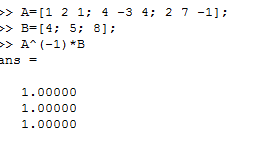 >> A=[1 2 1; 4 -3 4; 2 7 -1];
>> B=[4; 5; 8];
>> A^(-1)*B
ans =
1.00000
1.00000
1.00000